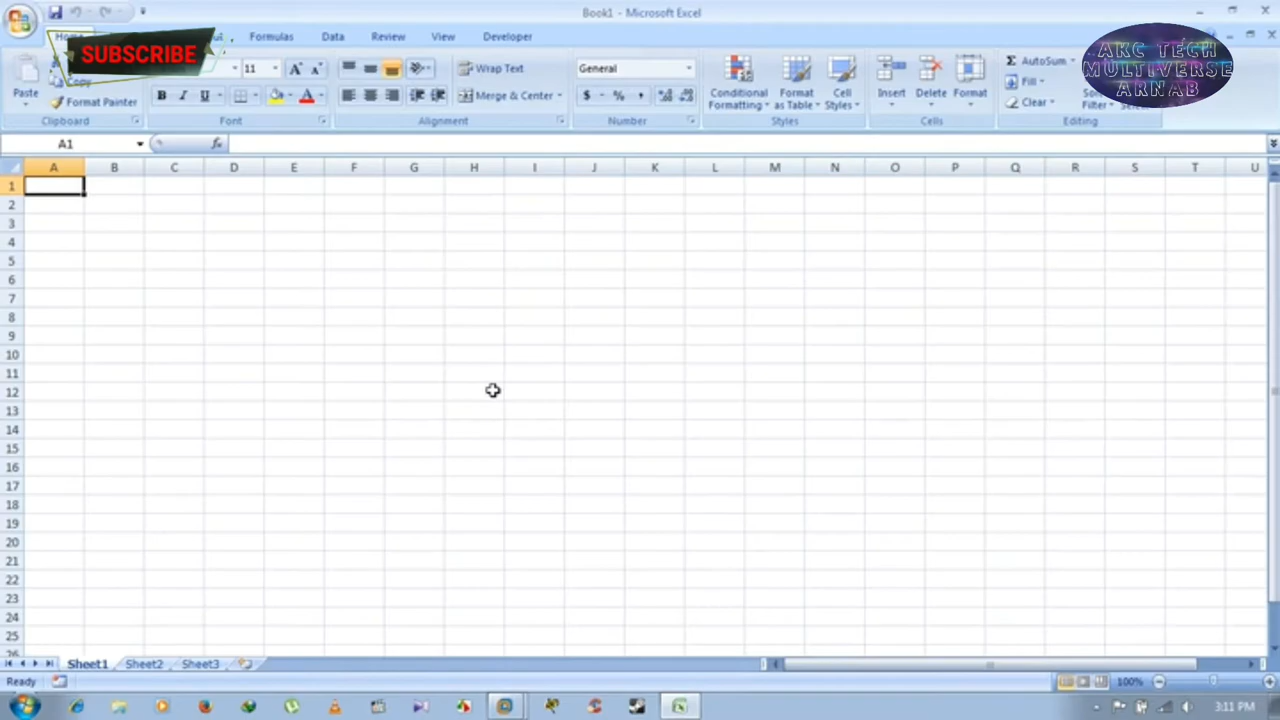 Book1 - Microsoft Excel
Formulas Data Review View Developer
SUBSCRIBE
AKC TECH
MULTIVERSE
ARNAB
Paste
Copy
Format Painter
Clipboard
11
B I U
Font
Wrap Text
Merge & Center
Alignment
General
$ % ,
Number
Conditional Formatting
Format as Table
Cell Styles
Styles
Insert
Delete
Format
Cells
Σ AutoSum
Fill
Clear
Editing
A1
fx
A B C D E F G H I J K L M N O P Q R S T U
1
2
3
4
5
6
7
8
9
10
11
12
13
14
15
16
17
18
19
20
21
22
23
24
25
26
Sheet1 Sheet2 Sheet3
Ready
100%
3:11 PM